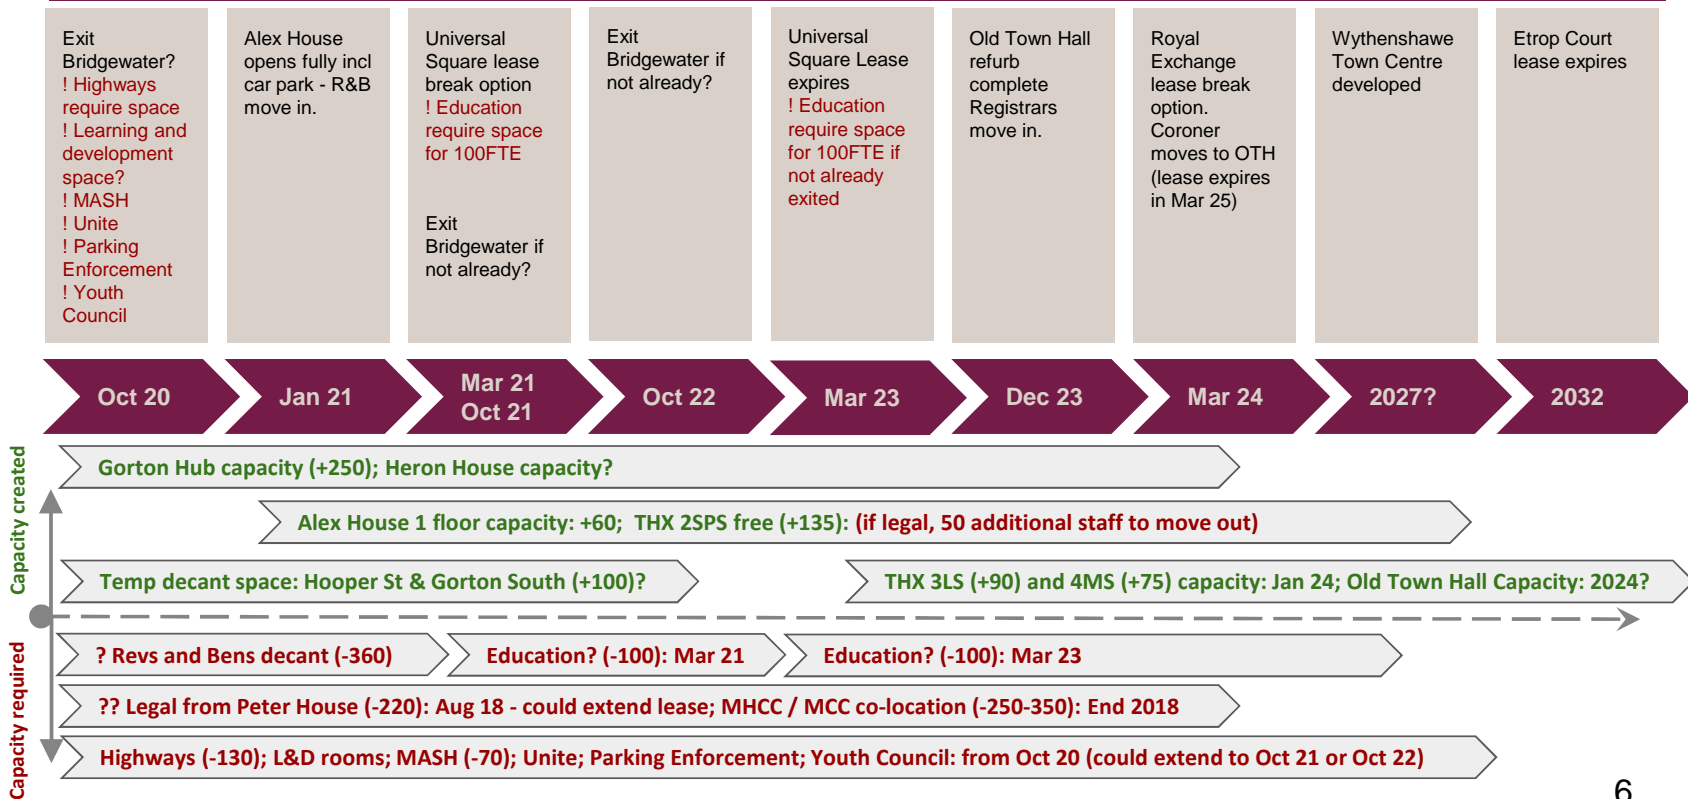 Exit
Bridgewater?
! Highways
require space
! Learning and
development
space?
! MASH
! Unite
! Parking
Enforcement
! Youth
Council
Alex House
opens fully incl
car park - R&B
move in.
Universal
Square lease
break option
! Education
require space
for 100FTE
Exit
Bridgewater if
not already?
Exit
Bridgewater if
not already?
Universal
Square Lease
expires
! Education
require space
for 100FTE if
not already
exited
Old Town Hall
refurb
complete
Registrars
move in.
Royal
Exchange
lease break
option.
Coroner
moves to OTH
(lease expires
in Mar 25)
Wythenshawe
Town Centre
developed
Etrop Court
lease expires
Oct 20
Jan 21
Mar 21
Oct 21
Oct 22
Mar 23
Dec 23
Mar 24
2027?
2032
Capacity created
Gorton Hub capacity (+250); Heron House capacity?
Alex House 1 floor capacity: +60; THX 2SPS free (+135): (if legal, 50 additional staff to move out)
Temp decant space: Hooper St & Gorton South (+100)?
THX 3LS (+90) and 4MS (+75) capacity: Jan 24; Old Town Hall Capacity: 2024?
Capacity required
? Revs and Bens decant (-360)
Education? (-100): Mar 21
Education? (-100): Mar 23
?? Legal from Peter House (-220): Aug 18 - could extend lease; MHCC / MCC co-location (-250-350): End 2018
Highways (-130); L&D rooms; MASH (-70); Unite; Parking Enforcement; Youth Council: from Oct 20 (could extend to Oct 21 or Oct 22)
6